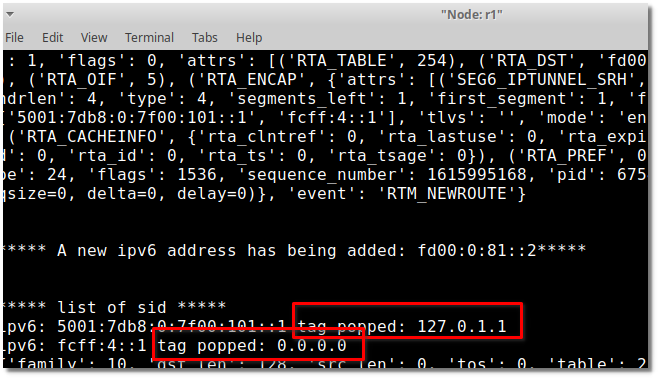 "Node: r1"
File Edit View Terminal Tabs Help
: 1, 'flags': 0, 'attrs': [('RTA_TABLE', 254), ('RTA_DST', 'fd00
), ('RTA_OIF', 5), ('RTA_ENCAP', {'attrs': [('SEG6_IPTUNNEL_SRH',
ndrlen': 4, 'type': 4, 'segments_left': 1, 'first_segment': 1, 'f
['5001:7db8:0:7f00:101::1', 'fcff:4::1'], 'tlvs': '', 'mode': 'en
('RTA_CACHEINFO', {'rta_clntref': 0, 'rta_lastuse': 0, 'rta_expi
d': 0, 'rta_id': 0, 'rta_ts': 0, 'rta_tsage': 0}), ('RTA_PREF', 0
pe': 24, 'flags': 1536, 'sequence_number': 1615995168, 'pid': 675
qsize=0, delta=0, delay=0)}, 'event': 'RTM_NEWROUTE'}
***** A new ipv6 address has being added: fd00:0:81::2*****
***** list of sid *****
ipv6: 5001:7db8:0:7f00:101::1 tag popped: 127.0.1.1
ipv6: fcff:4::1 tag popped: 0.0.0.0
'family': 10, 'dst_len': 128, 'src_len': 0, 'tos': 0, 'table': 2